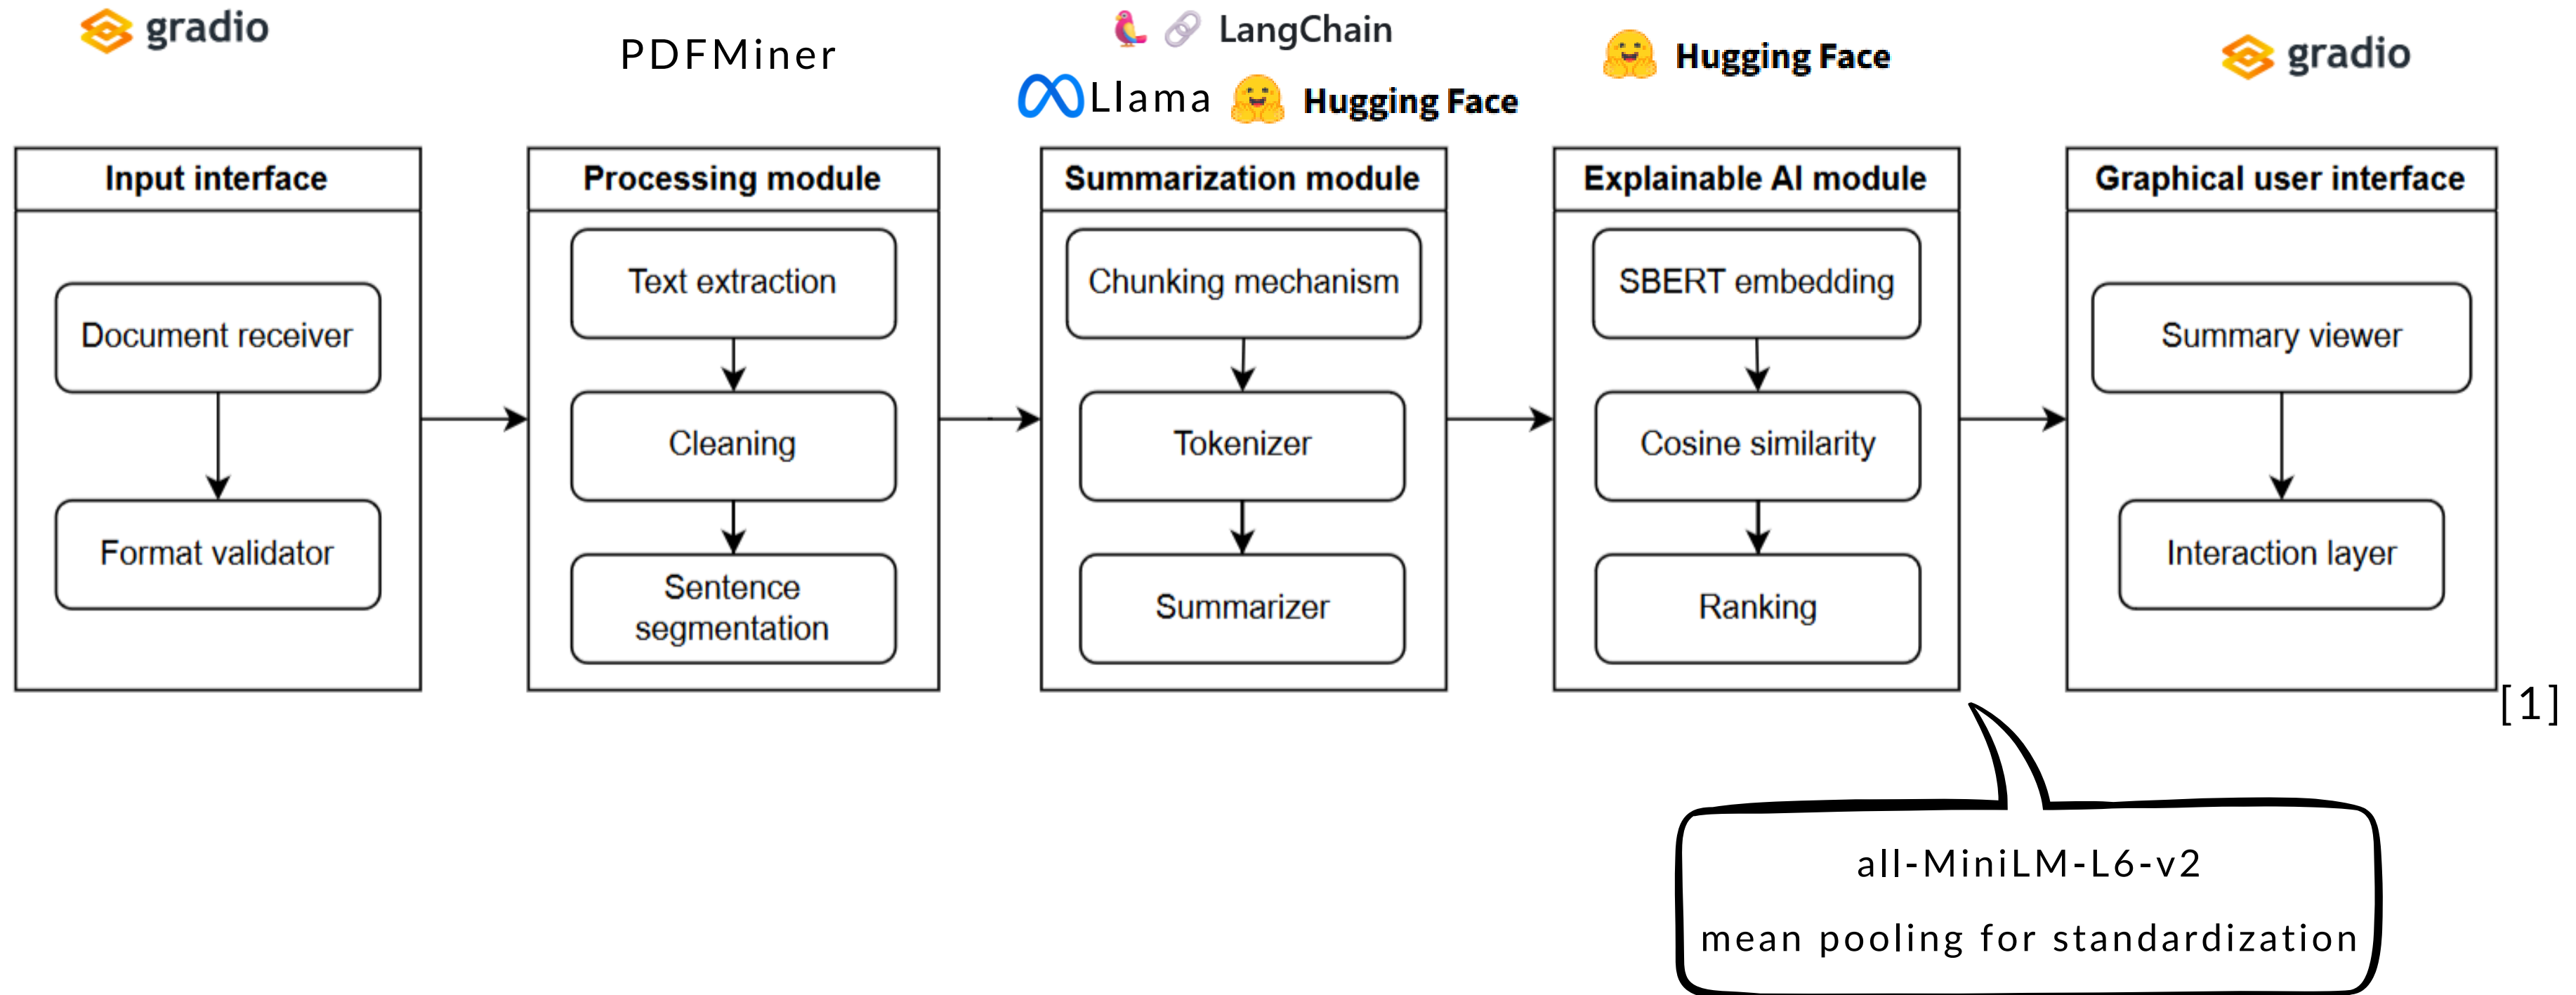 gradio
PDFMiner
LangChain
Llama
Hugging Face
Hugging Face
gradio
Input interface
Document receiver
Format validator
Processing module
Text extraction
Cleaning
Sentence
segmentation
Summarization module
Chunking mechanism
Tokenizer
Summarizer
Explainable AI module
SBERT embedding
Cosine similarity
Ranking
Graphical user interface
Summary viewer
Interaction layer
[1]
all-MiniLM-L6-v2
mean pooling for standardization